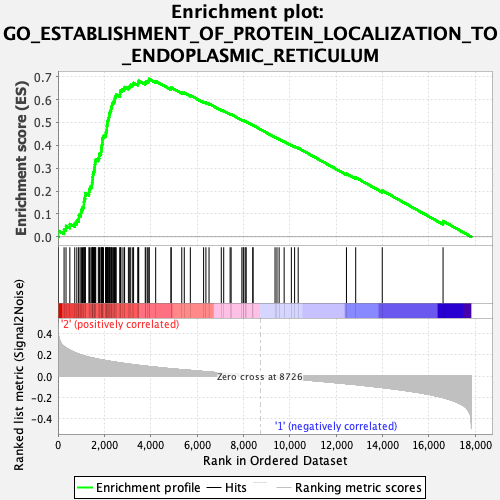 Enrichment plot:
GO_ESTABLISHMENT_OF_PROTEIN_LOCALIZATION_TO
_ENDOPLASMIC_RETICULUM
Enrichment score (ES)
0.7
0.6
0.5
0.4
0.3
0.2
0.1
0.0
Ranked list metric (Signal2Noise)
'2' (positively correlated)
0.4
0.2
0.0
-0.2
-0.4
Zero cross at 8726
'1' (negatively correlated)
0
2,000
4,000
6,000
8,000
10,000
12,000
14,000
16,000
18,000
Rank in Ordered Dataset
Enrichment profile
Hits
Ranking metric scores